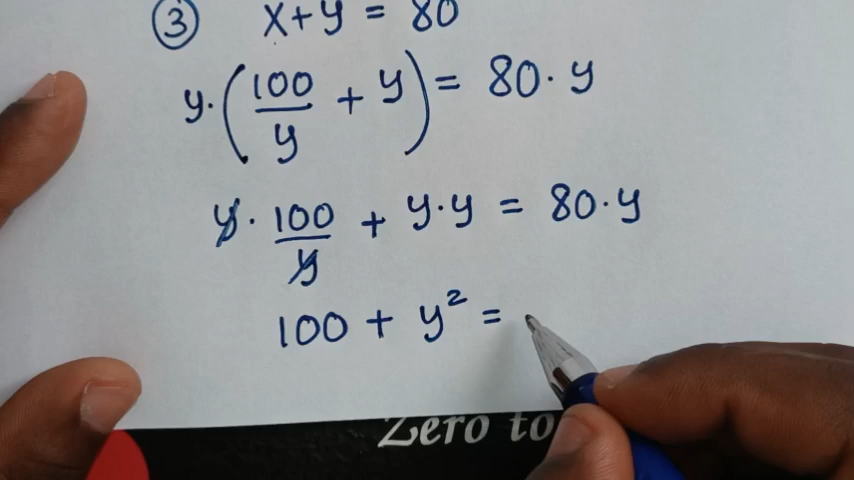 ③ x+y = 80
y·(100/y + y) = 80·y
y·100/y + y·y = 80·y
100 + y² =
Zero to